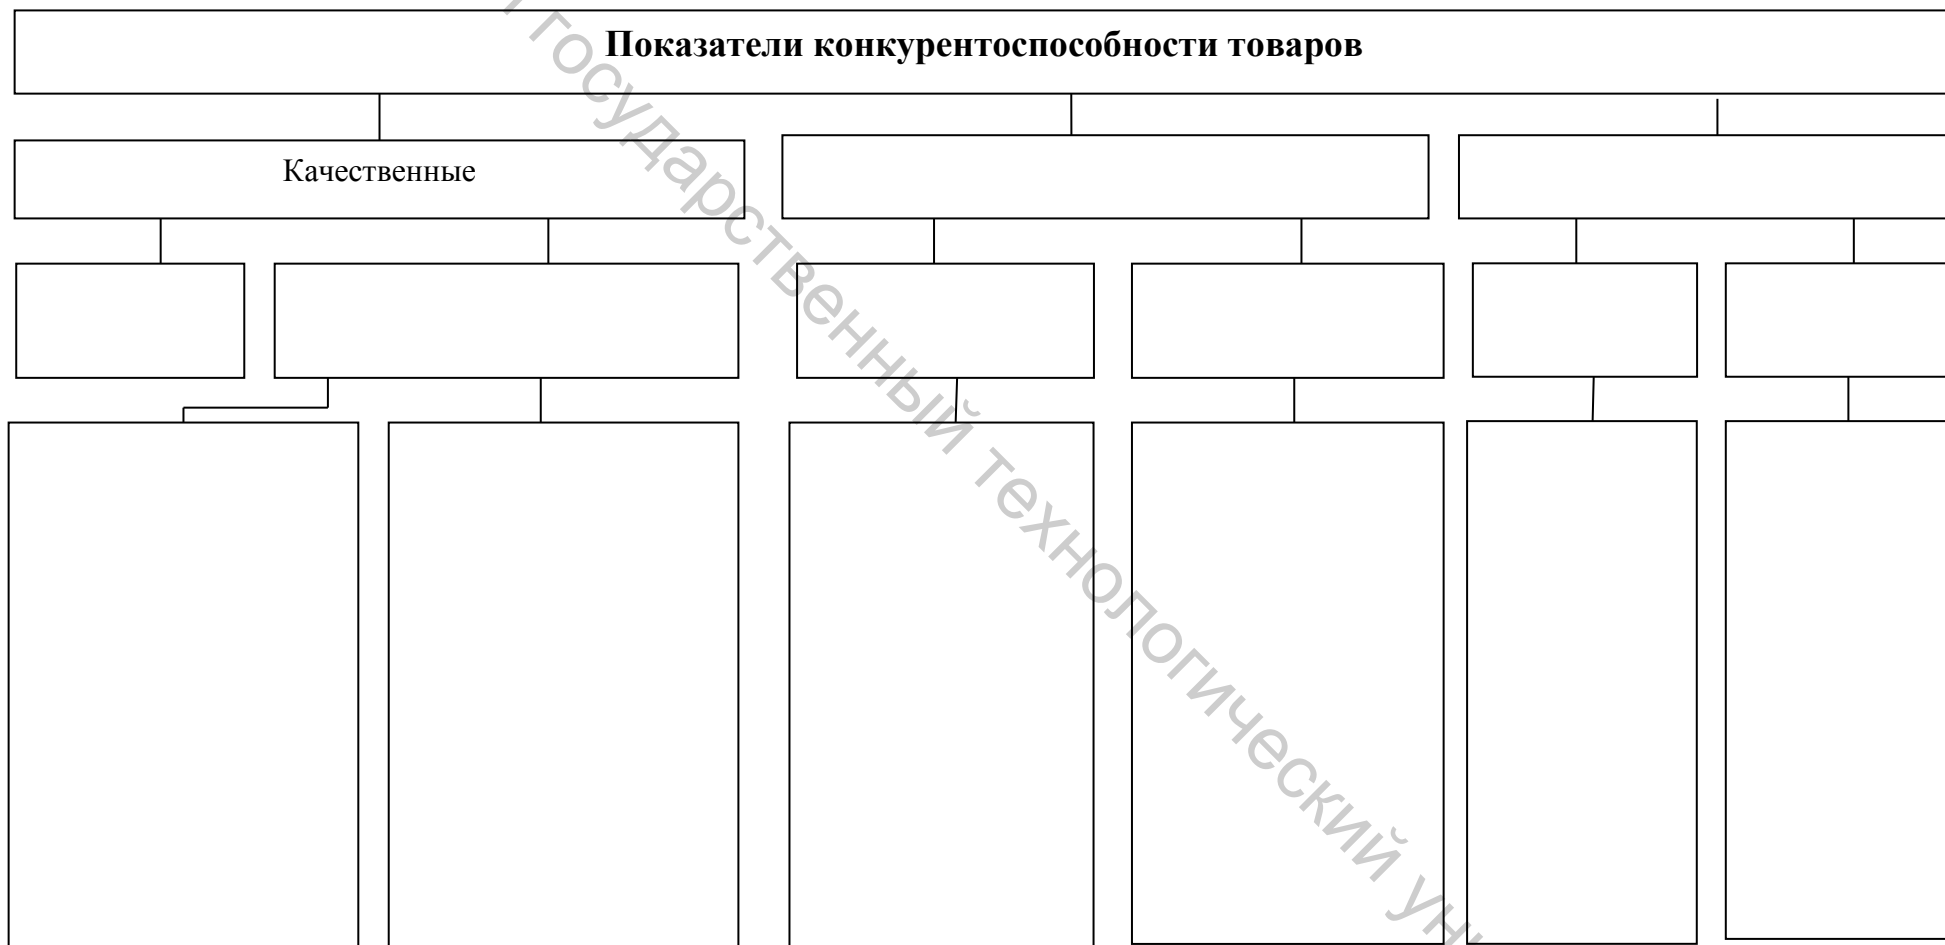 Показатели конкурентоспособности товаров
Качественные
государственный технологический